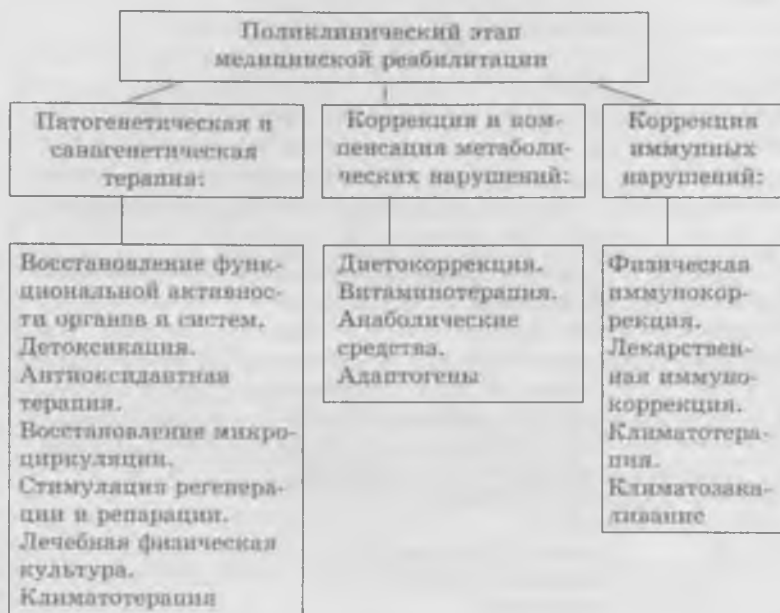 Поликлинический этап
медицинской реабилитации
Патогенетическая и
санагенетическая
терапия:
Коррекция и ком-
пенсация метаболи-
ческих нарушений:
Коррекция
иммунных
нарушений:
Восстановление функ-
циональной активнос-
ти органов и систем.
Детоксикация.
Антиоксидантная
терапия.
Восстановление микро-
циркуляции.
Стимуляция регенера-
ции и репарации.
Лечебная физическая
культура.
Климатотерапия
Диетокоррекция.
Витаминотерапия.
Анаболические
средства.
Адаптогены
Физическая
иммунокор-
рекция.
Лекарствен-
ная иммуно-
коррекция.
Климатотера-
пия.
Климатозака-
ливание